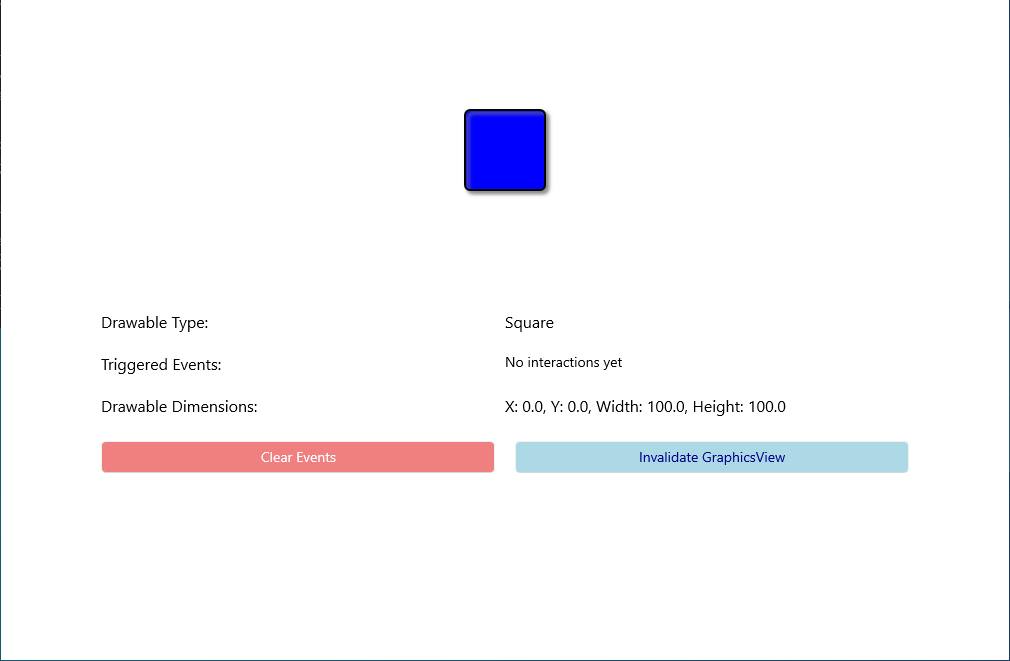 Drawable Type: Square
Triggered Events: No interactions yet
Drawable Dimensions: X: 0.0, Y: 0.0, Width: 100.0, Height: 100.0
Clear Events Invalidate GraphicsView